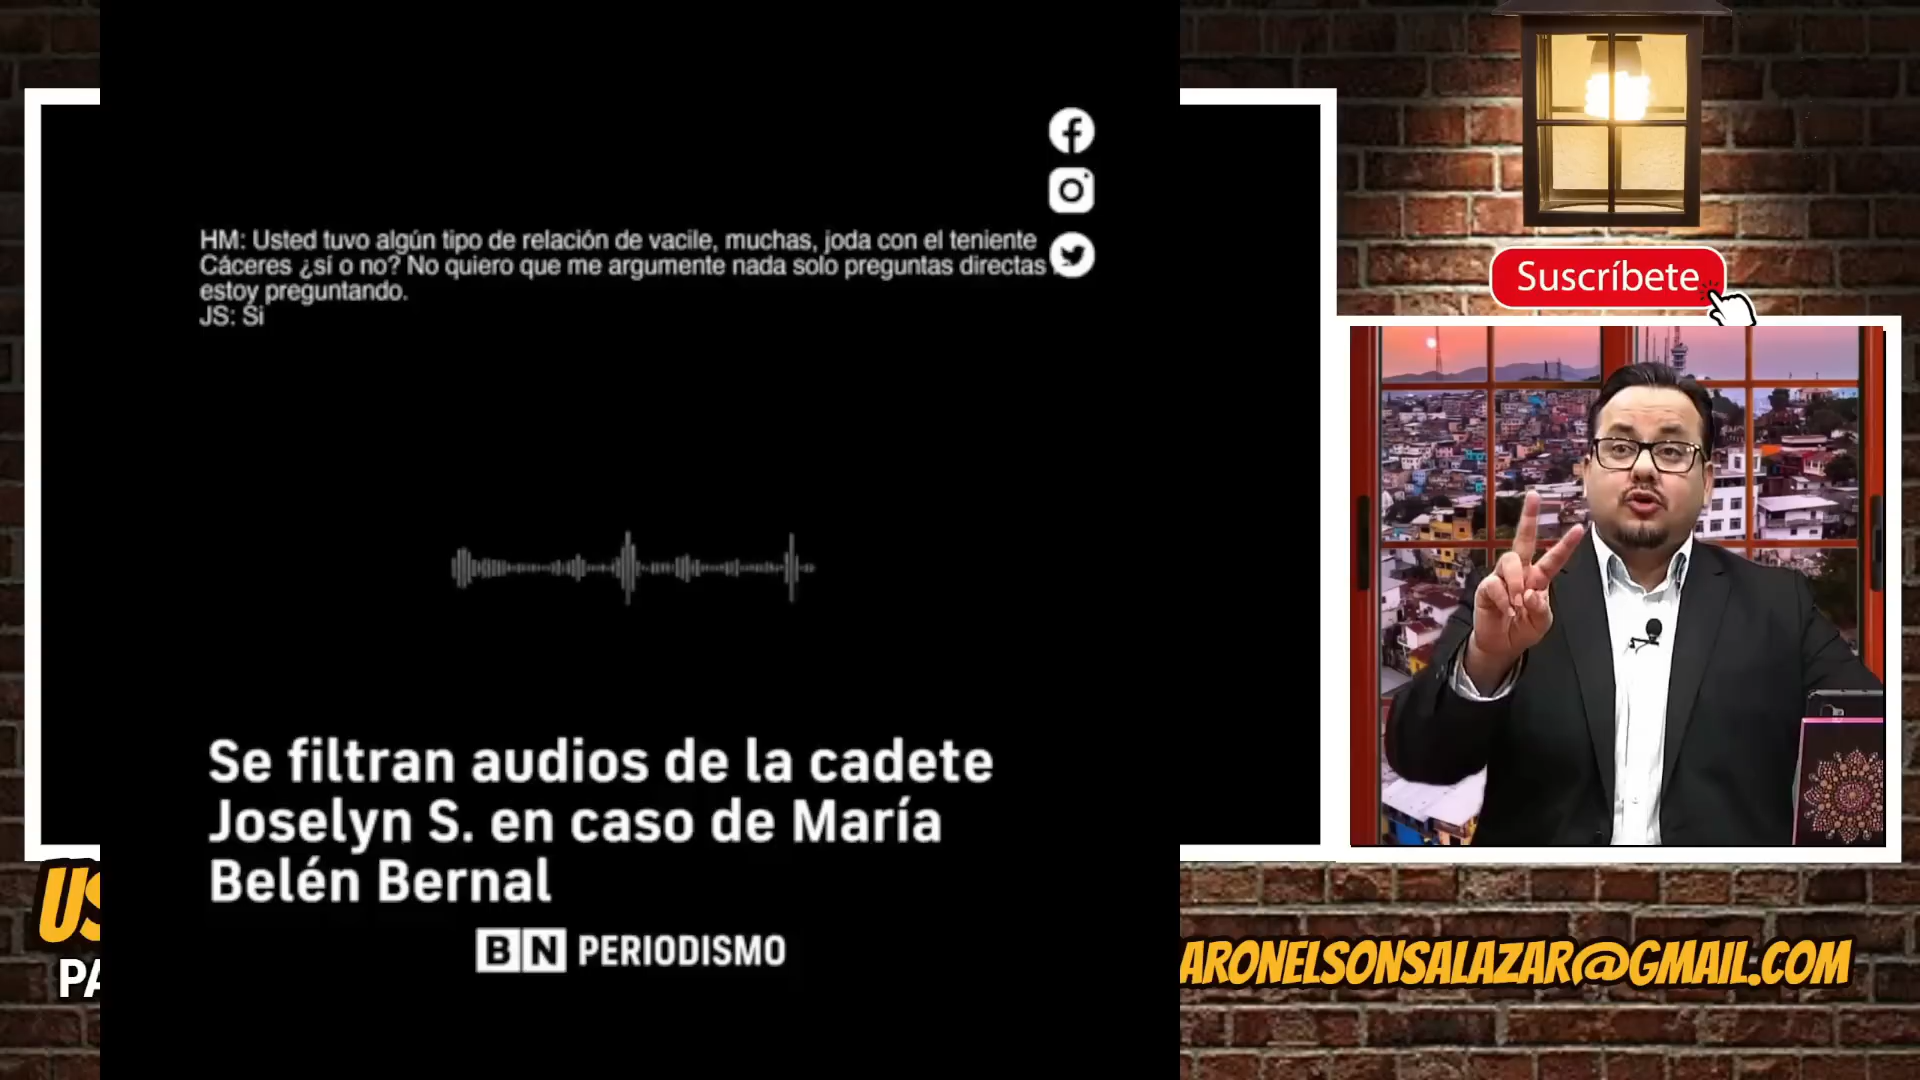 HM: Usted tuvo algún tipo de relación de vacile, muchas, joda con el teniente
Cáceres ¿sí o no? No quiero que me argumente nada solo preguntas directas
estoy preguntando.
JS: Si
Suscríbete
Se filtran audios de la cadete
Joselyn S. en caso de María
Belén Bernal
BN PERIODISMO
US
PA
ARONELSONSALAZAR@GMAIL.COM